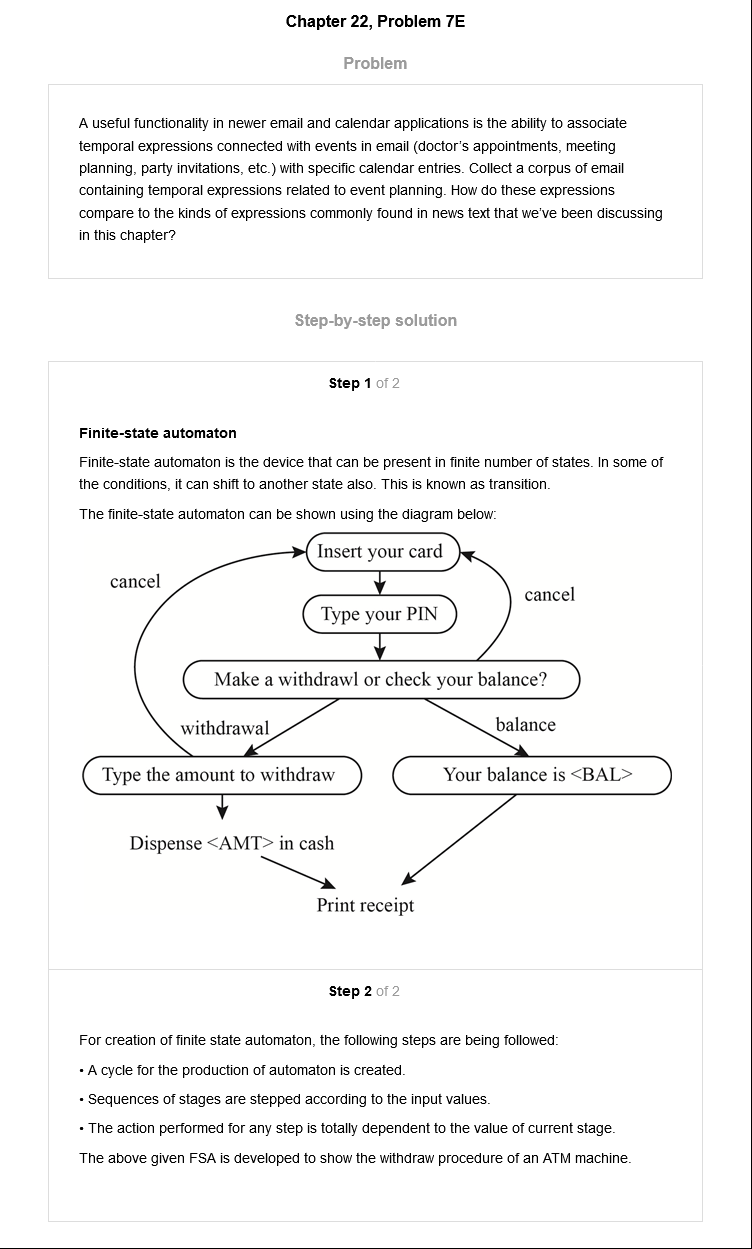 Chapter 22, Problem 7E
Problem
A useful functionality in newer email and calendar applications is the ability to associate
temporal expressions connected with events in email (doctor's appointments, meeting
planning, party invitations, etc.) with specific calendar entries. Collect a corpus of email
containing temporal expressions related to event planning. How do these expressions
compare to the kinds of expressions commonly found in news text that we've been discussing
in this chapter?
Step-by-step solution
Step 1 of 2
Finite-state automaton
Finite-state automaton is the device that can be present in finite number of states. In some of
the conditions, it can shift to another state also. This is known as transition.
The finite-state automaton can be shown using the diagram below:
Insert your card
cancel
cancel
Type your PIN
Make a withdrawl or check your balance?
withdrawal
balance
Type the amount to withdraw
Your balance is <BAL>
Dispense <AMT> in cash
Print receipt
Step 2 of 2
For creation of finite state automaton, the following steps are being followed:
• A cycle for the production of automaton is created.
• Sequences of stages are stepped according to the input values.
• The action performed for any step is totally dependent to the value of current stage.
The above given FSA is developed to show the withdraw procedure of an ATM machine.